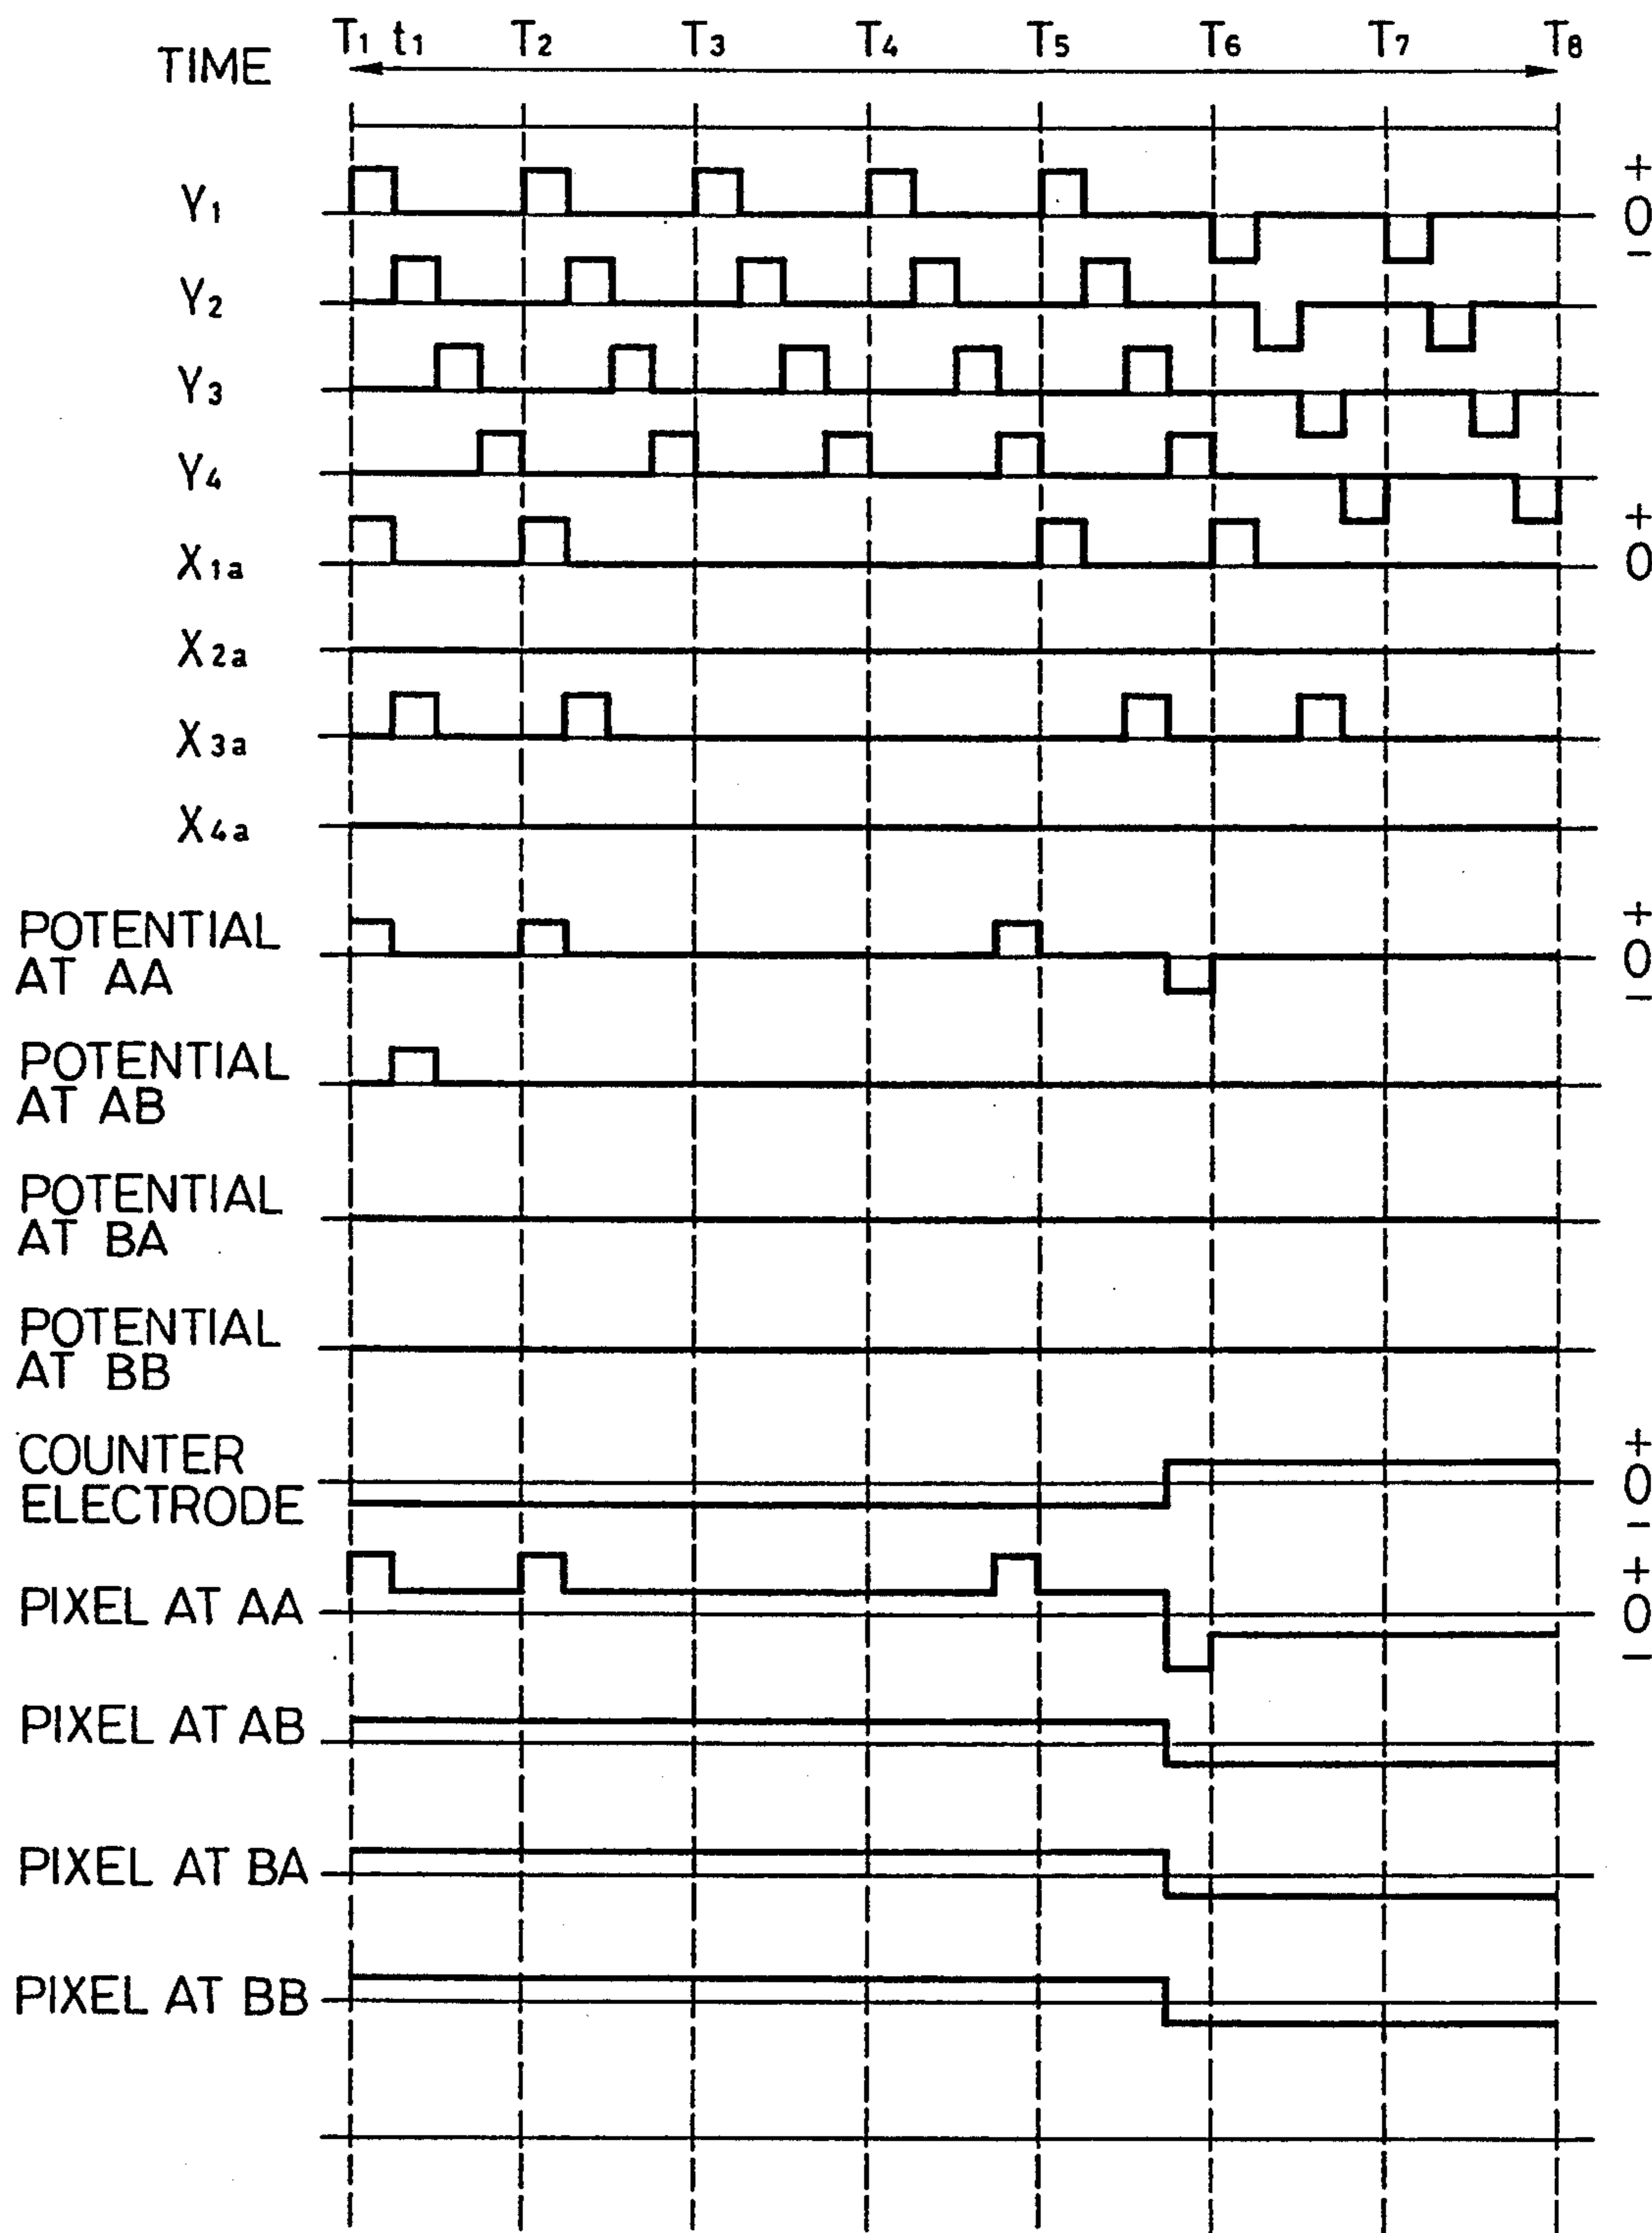 T1 t1 T2 T3 T4 T5 T6 T7 T8
TIME
+
Y1 0
−
Y2
Y3
Y4
+
X1a 0
X2a
X3a
X4a
POTENTIAL +
AT AA 0
−
POTENTIAL
AT AB
POTENTIAL
AT BA
POTENTIAL
AT BB
COUNTER +
ELECTRODE 0
−
+
PIXEL AT AA 0
−
PIXEL AT AB
PIXEL AT BA
PIXEL AT BB